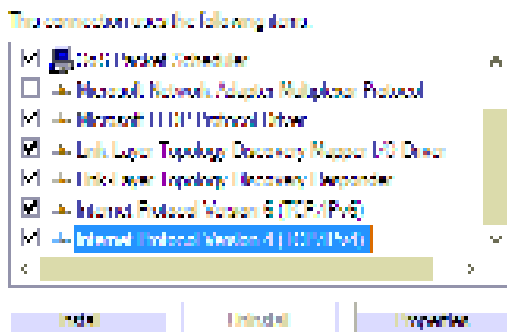 This connection uses the following items:
QoS Packet Scheduler
Microsoft Network Adapter Multiplexor Protocol
Microsoft LLDP Protocol Driver
Link-Layer Topology Discovery Mapper I/O Driver
Link-Layer Topology Discovery Responder
Internet Protocol Version 6 (TCP/IPv6)
Internet Protocol Version 4 (TCP/IPv4)
Install Uninstall Properties